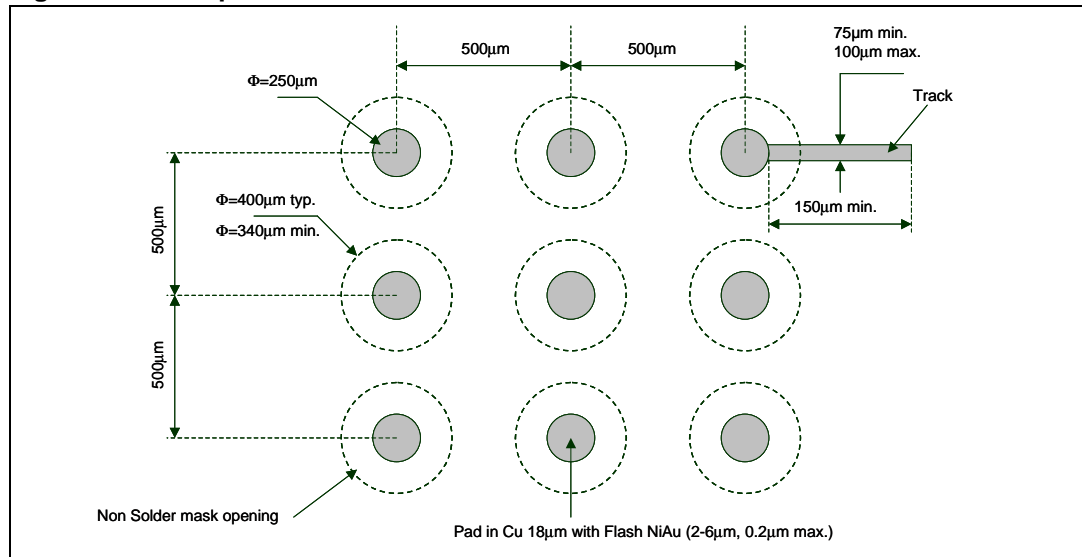 500μm
500μm
75μm min.
100μm max.
Φ=250μm
Track
Φ=400μm typ.
Φ=340μm min.
150μm min.
500μm
500μm
Non Solder mask opening
Pad in Cu 18μm with Flash NiAu (2-6μm, 0.2μm max.)